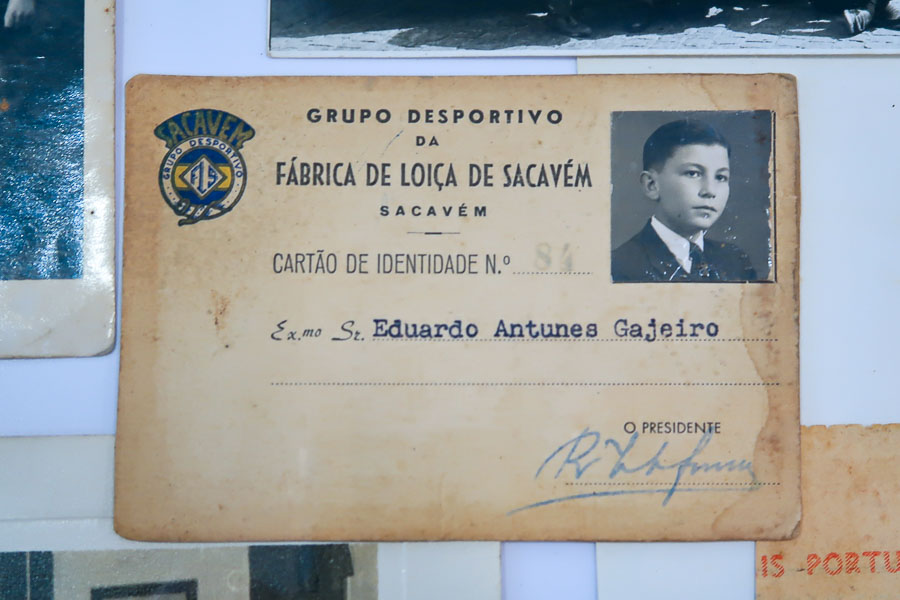 SACAVÉM
GRUPO DESPORTIVO
FLS
GRUPO DESPORTIVO
DA
FÁBRICA DE LOIÇA DE SACAVÉM
SACAVÉM
CARTÃO DE IDENTIDADE N.º 84
Ex.mo Sr. Eduardo Antunes Gajeiro
O PRESIDENTE
IS PORTU